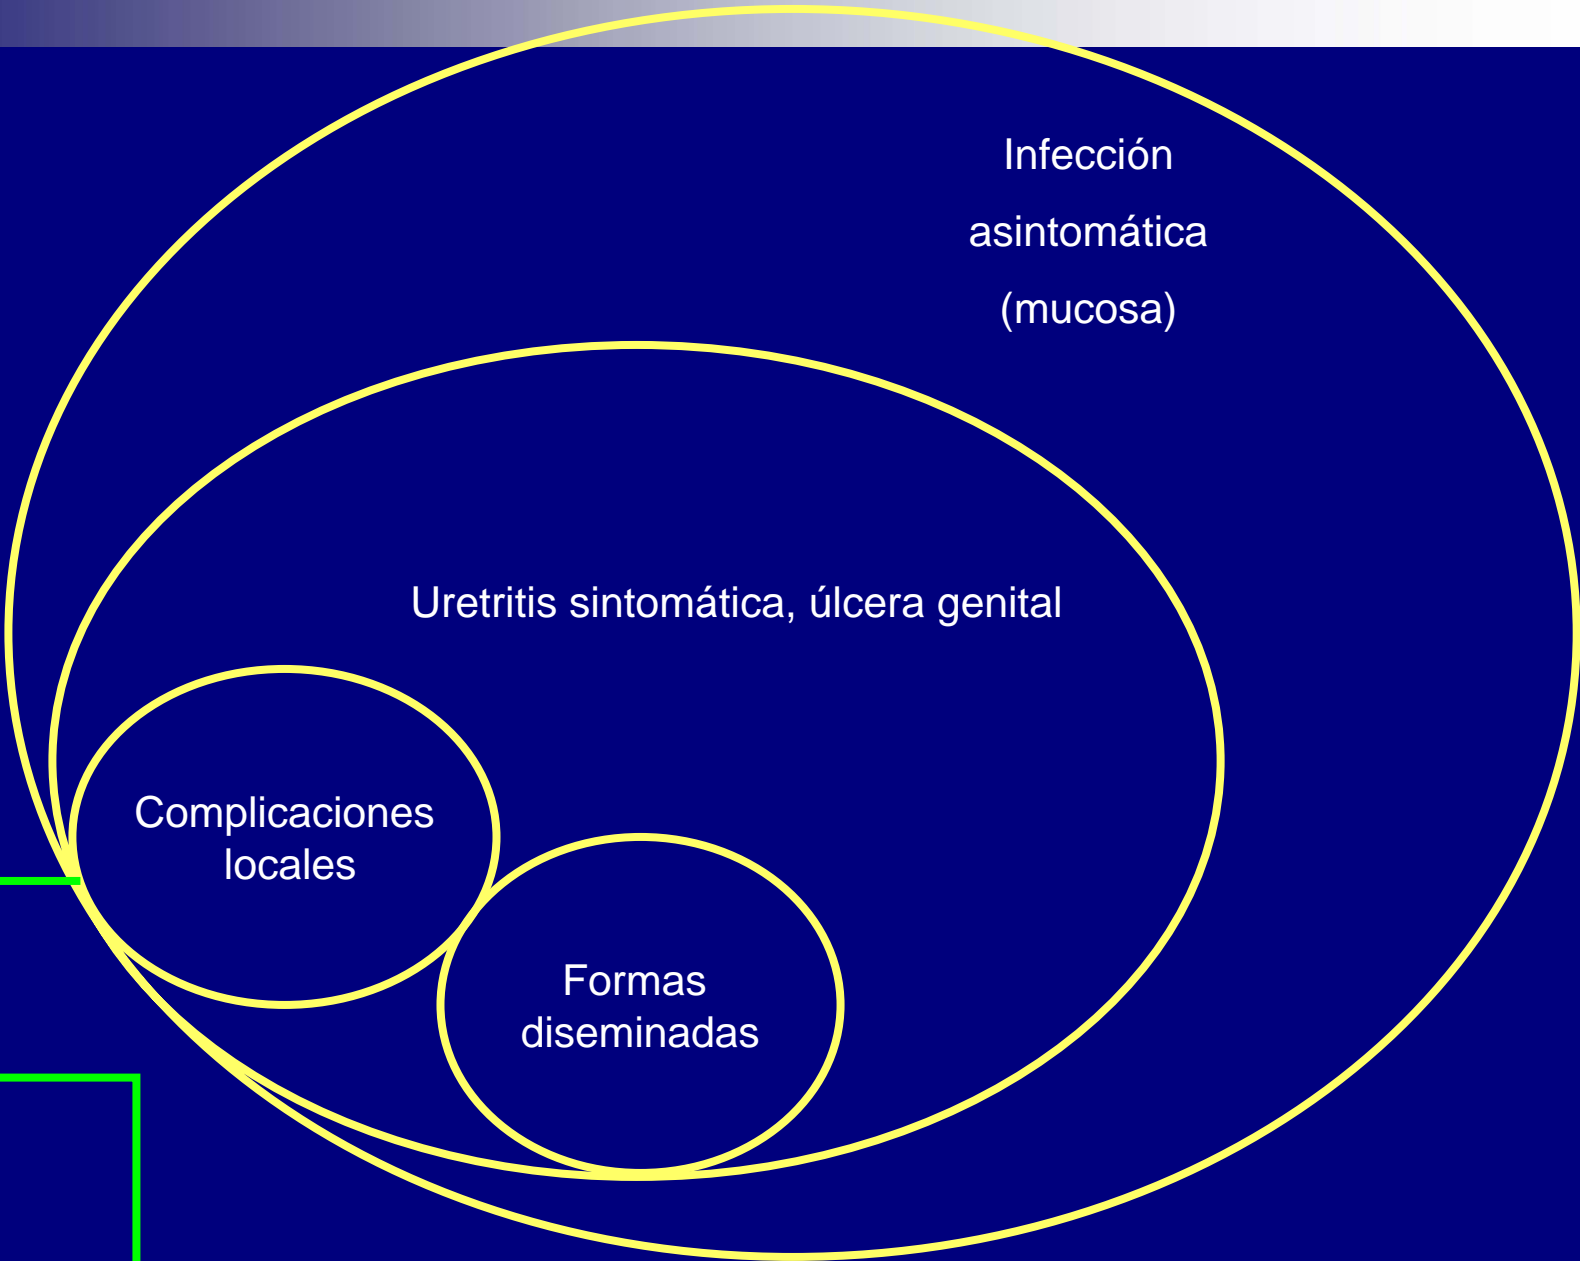 Infección
asintomática
(mucosa)
Uretritis sintomática, úlcera genital
Complicaciones
locales
Formas
diseminadas